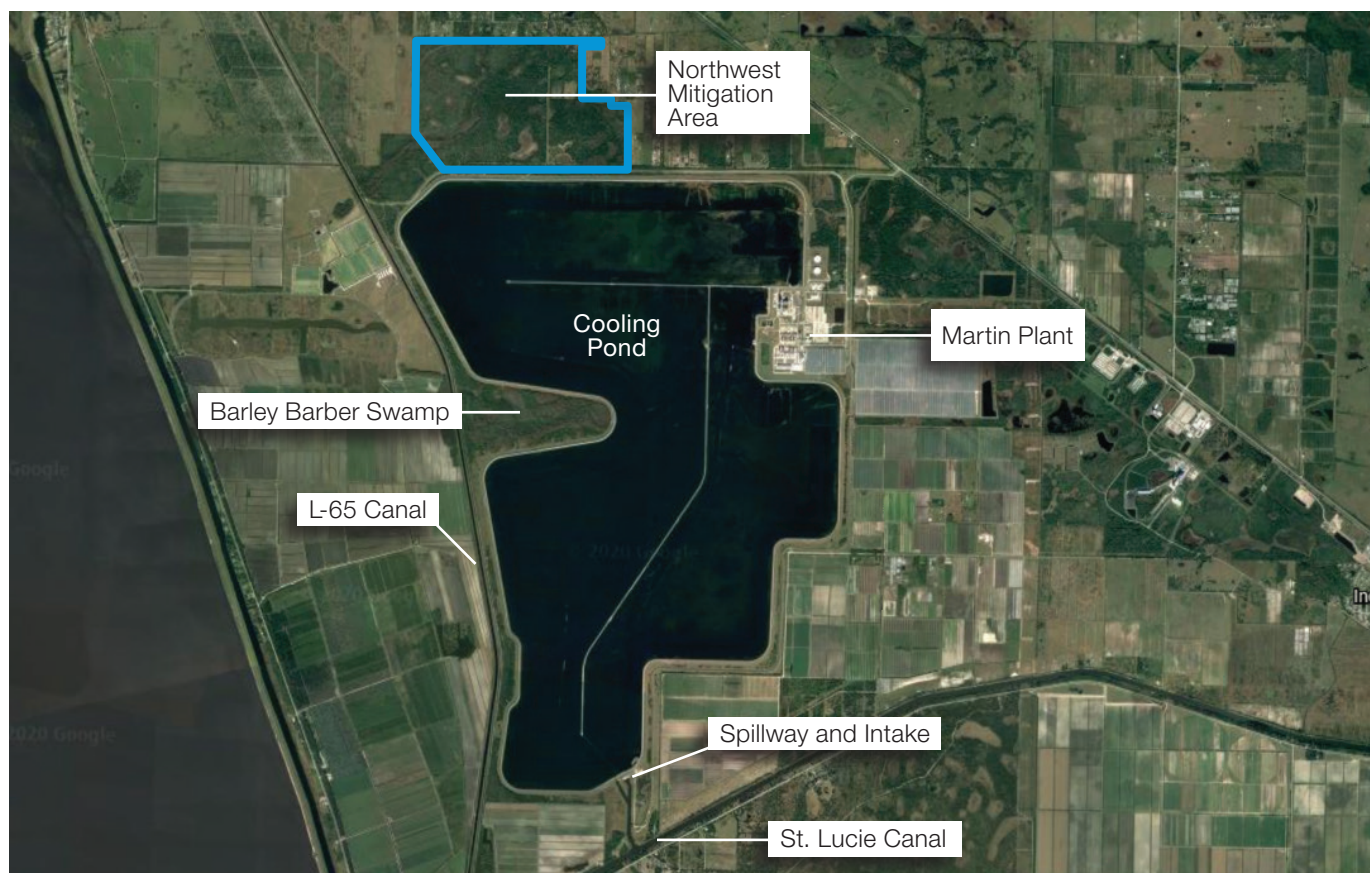 Northwest
Mitigation
Area
Cooling
Pond
Martin Plant
Barley Barber Swamp
Google
L-65 Canal
2020 Google
In
Spillway and Intake
2020 Google
St. Lucie Canal